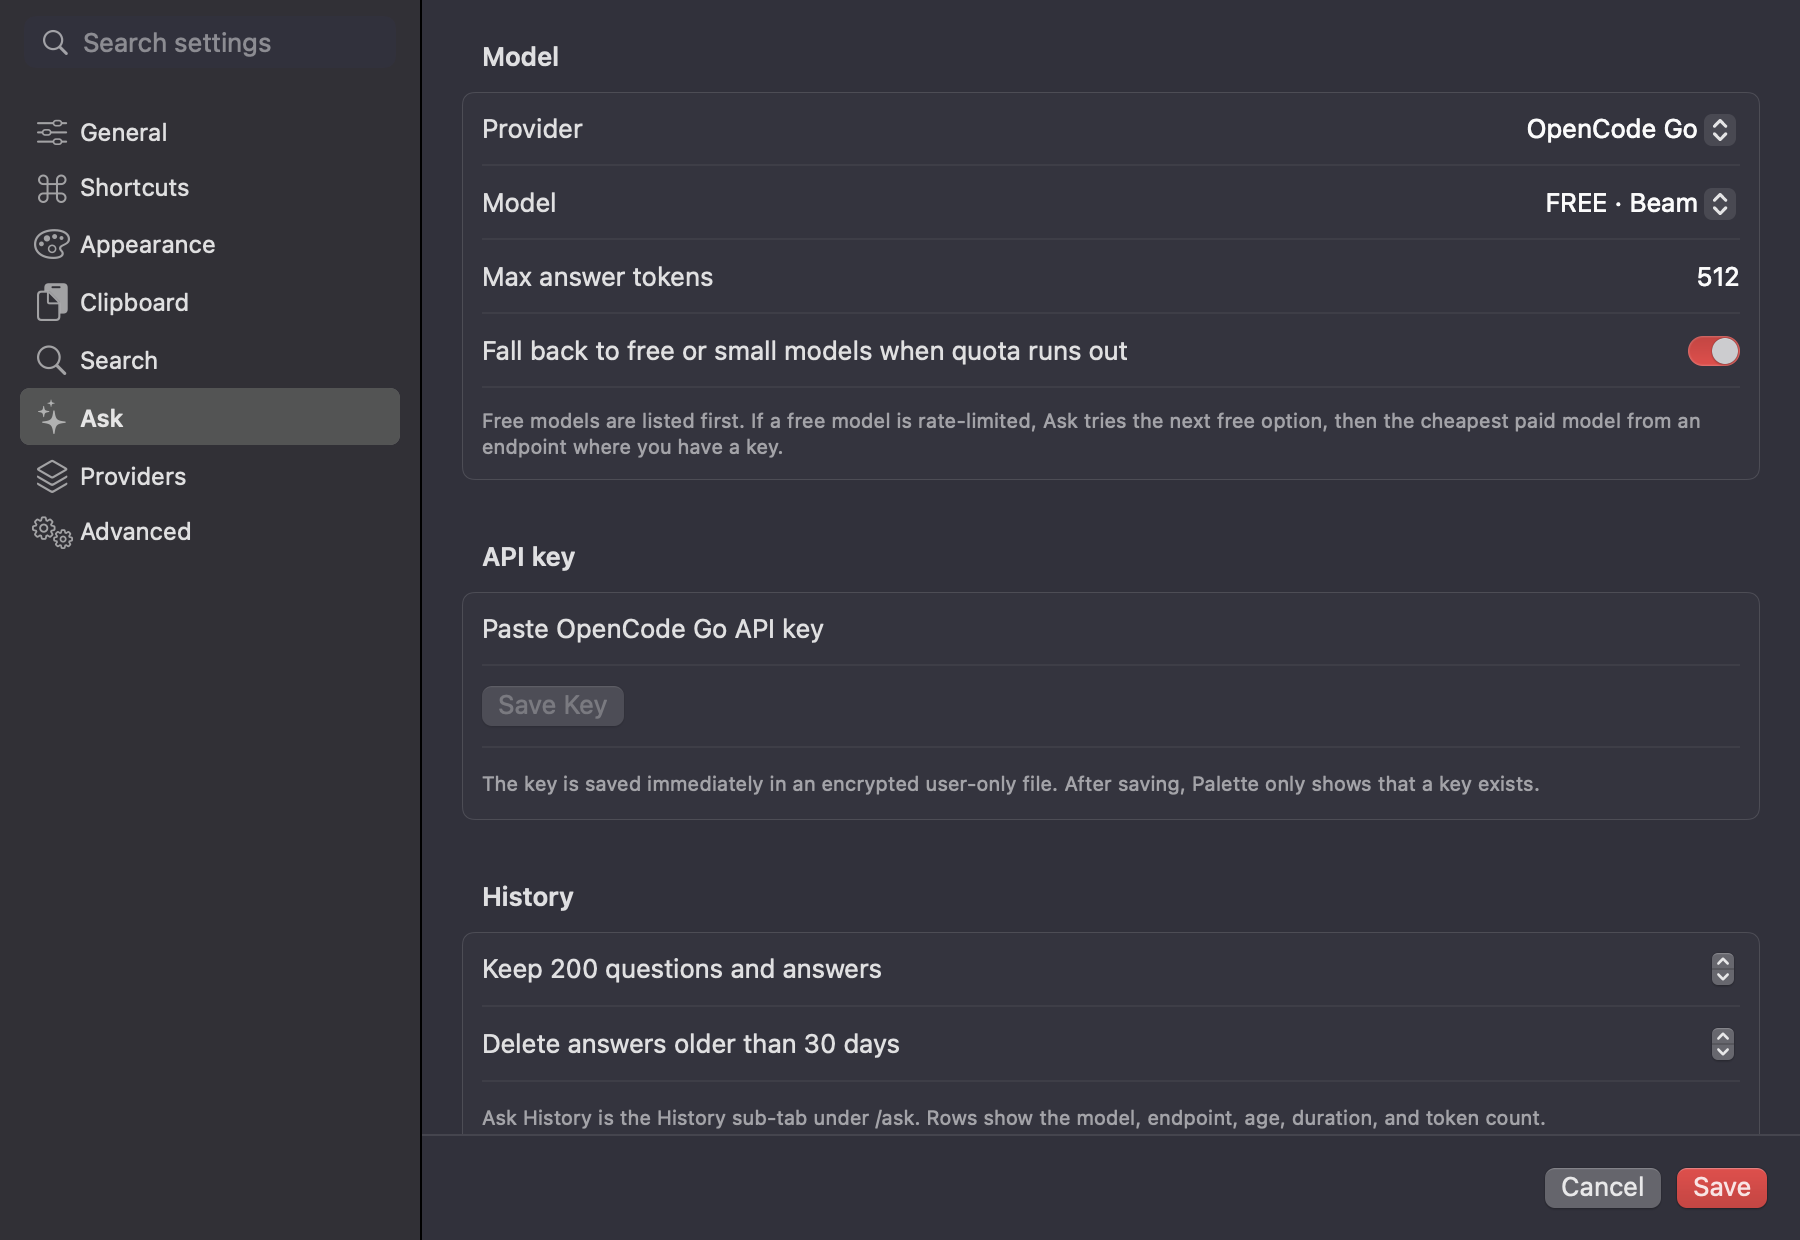 Search settings
General
Shortcuts
Appearance
Clipboard
Search
Ask
Providers
Advanced
Model
Provider
OpenCode Go
Model
FREE · Beam
Max answer tokens
512
Fall back to free or small models when quota runs out
Free models are listed first. If a free model is rate-limited, Ask tries the next free option, then the cheapest paid model from an
endpoint where you have a key.
API key
Paste OpenCode Go API key
Save Key
The key is saved immediately in an encrypted user-only file. After saving, Palette only shows that a key exists.
History
Keep 200 questions and answers
Delete answers older than 30 days
Ask History is the History sub-tab under /ask. Rows show the model, endpoint, age, duration, and token count.
Cancel
Save